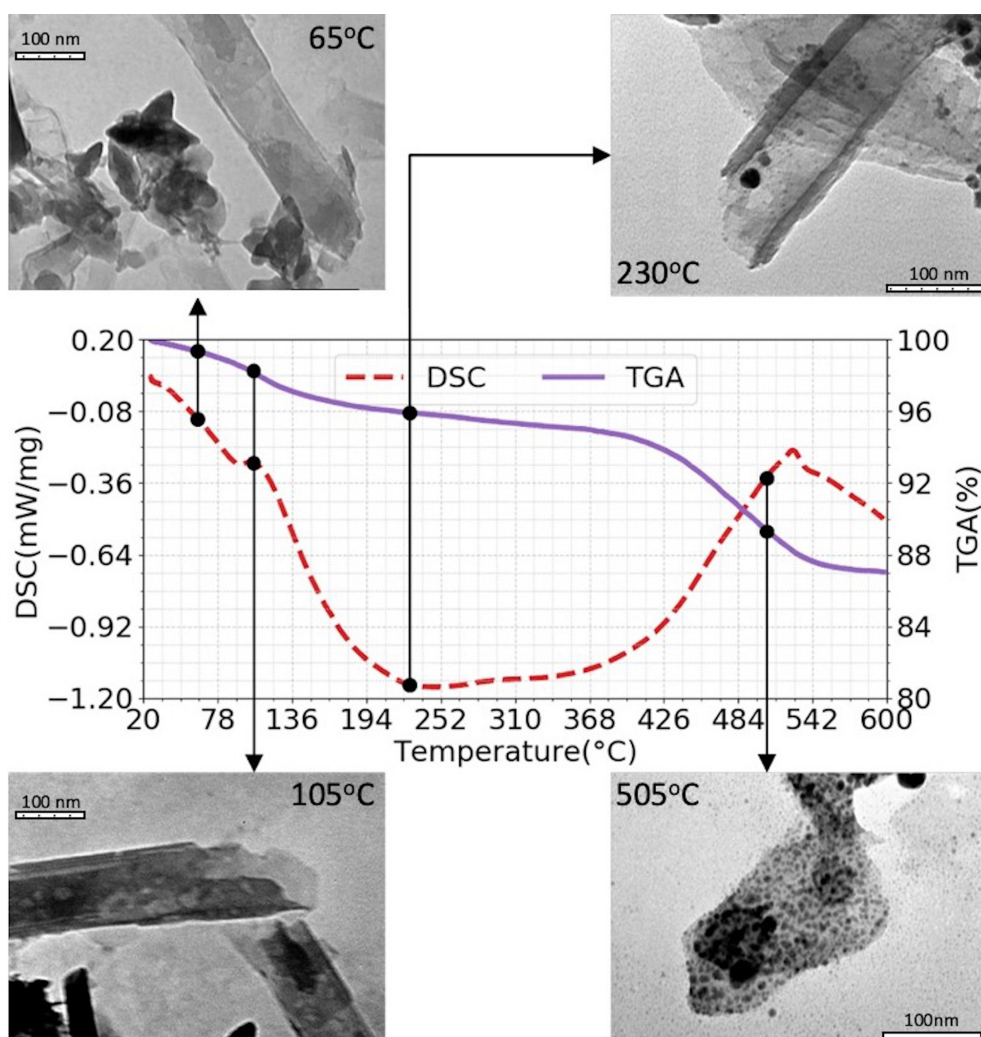 100 nm
65°C
230°C
100 nm
0.20
−0.08
−0.36
−0.64
−0.92
−1.20
DSC(mW/mg)
DSC
TGA
100
96
92
88
84
80
TGA(%)
20 78 136 194 252 310 368 426 484 542 600
Temperature(°C)
100 nm
105°C
505°C
100nm